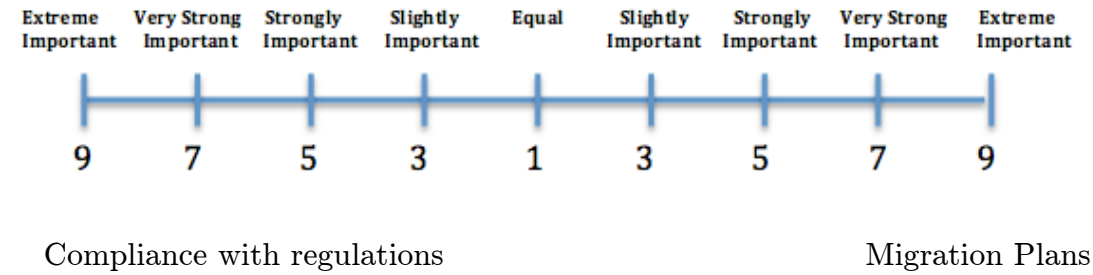 Extreme Very Strong Strongly Slightly Equal Slightly Strongly Very Strong Extreme
Important Important Important Important Important Important Important Important
9 7 5 3 1 3 5 7 9
Compliance with regulations Migration Plans